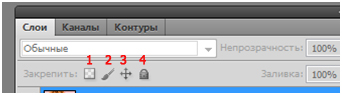 Слои Каналы Контуры
Обычные Непрозрачность: 100%
1 2 3 4
Закрепить: Заливка: 100%